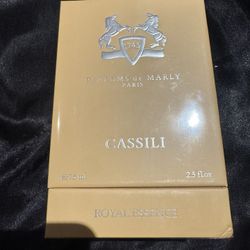 1743
PARFUMS de MARLY
PARIS
CASSILI
75 ml 2.5 fl.oz
ROYAL ESSENCE